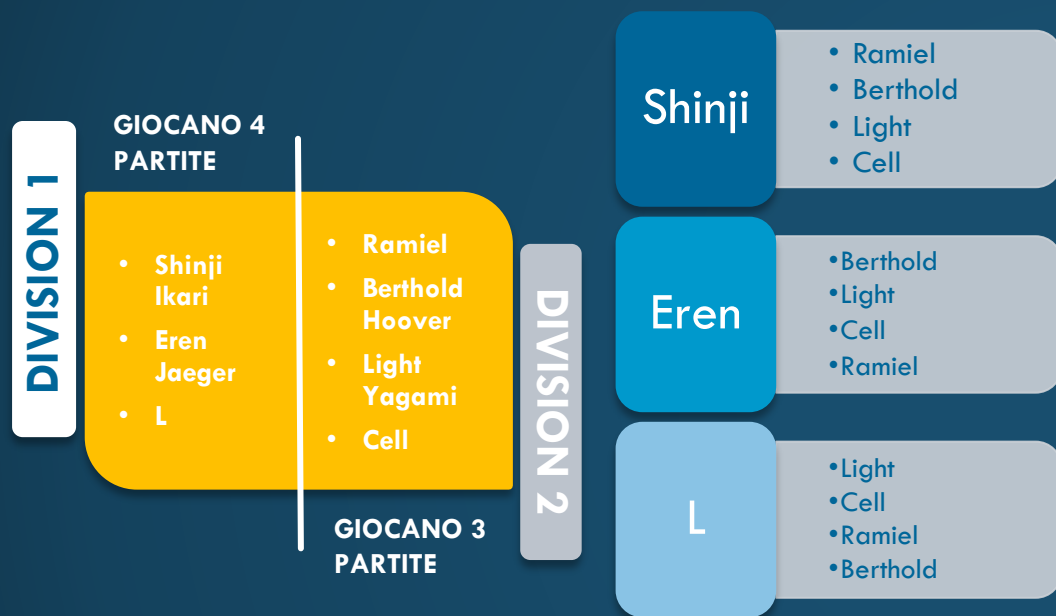 DIVISION 1
GIOCANO 4
PARTITE
• Shinji
Ikari
• Eren
Jaeger
• L
• Ramiel
• Berthold
Hoover
• Light
Yagami
• Cell
GIOCANO 3
PARTITE
DIVISION 2
Shinji
• Ramiel
• Berthold
• Light
• Cell
Eren
•Berthold
•Light
•Cell
•Ramiel
L
•Light
•Cell
•Ramiel
•Berthold